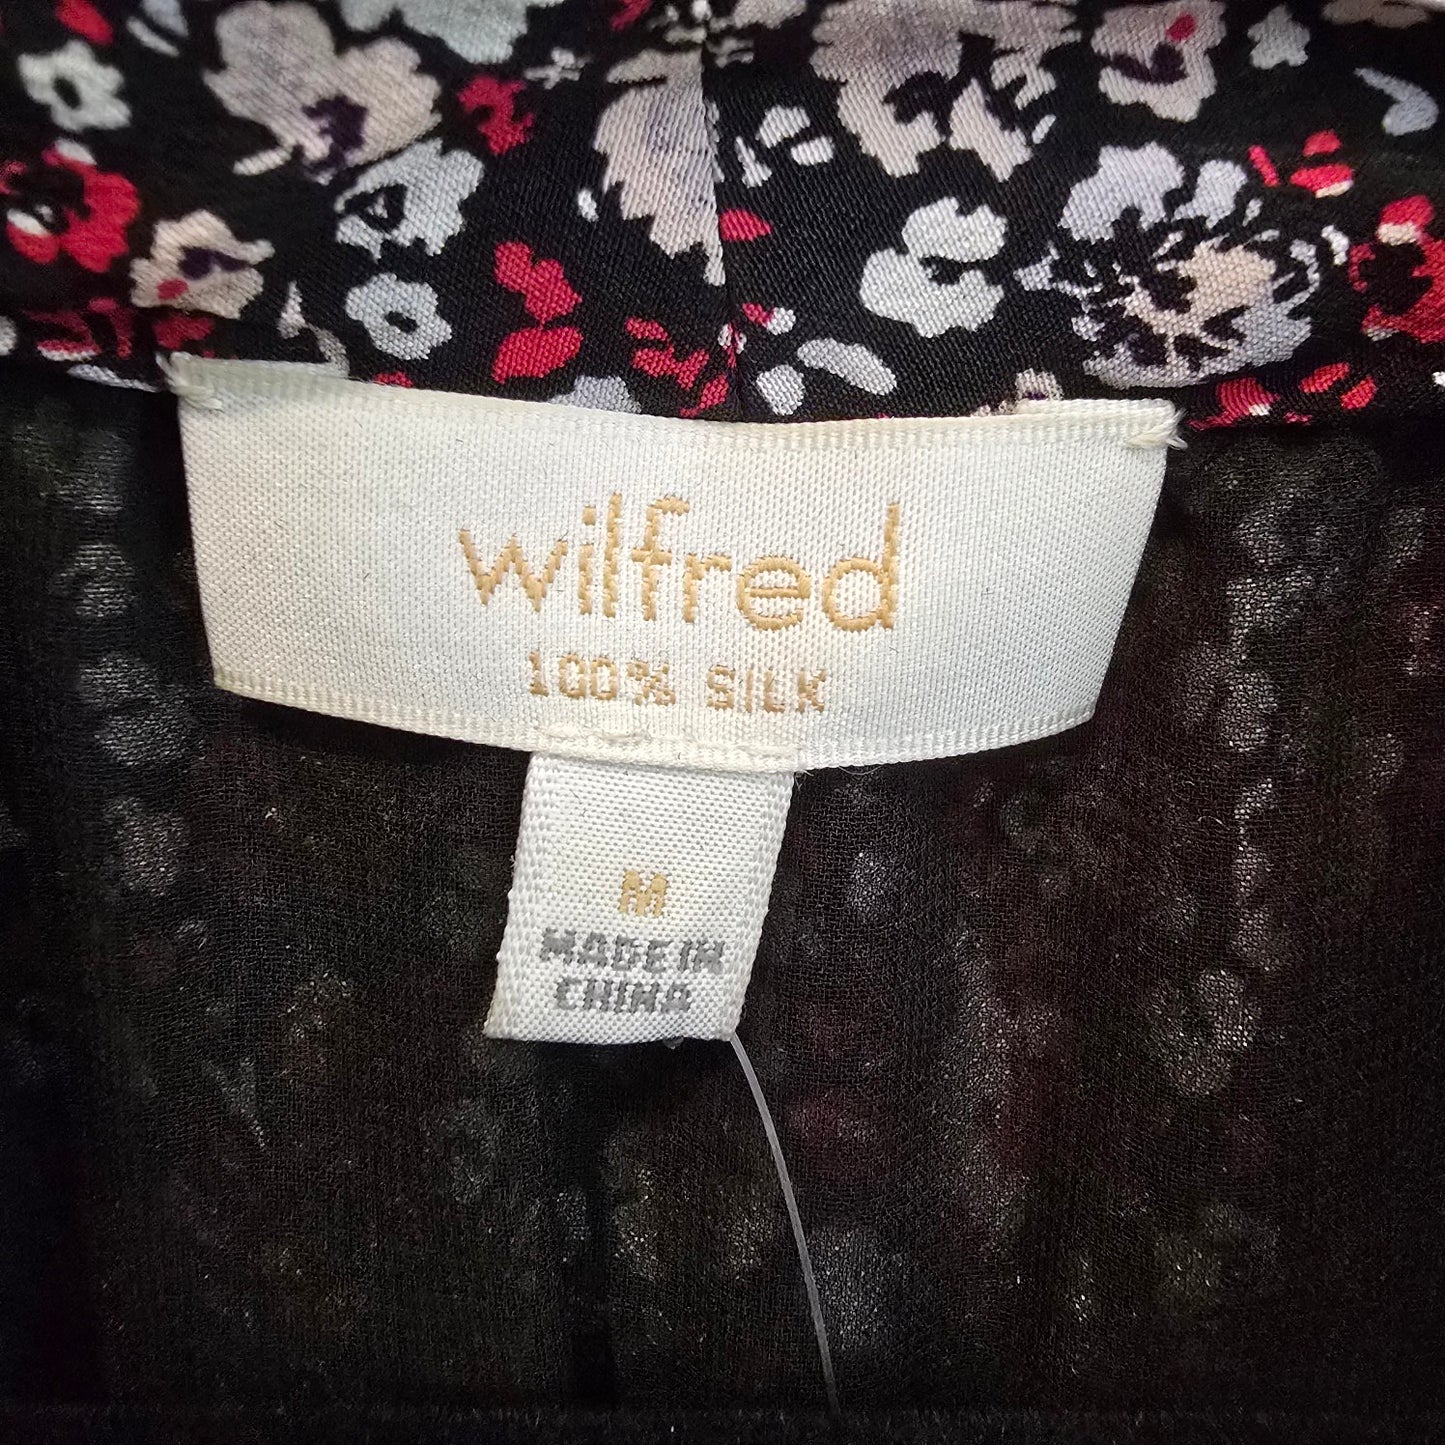 wilfred
100% SILK
M
MADE IN
CHINA